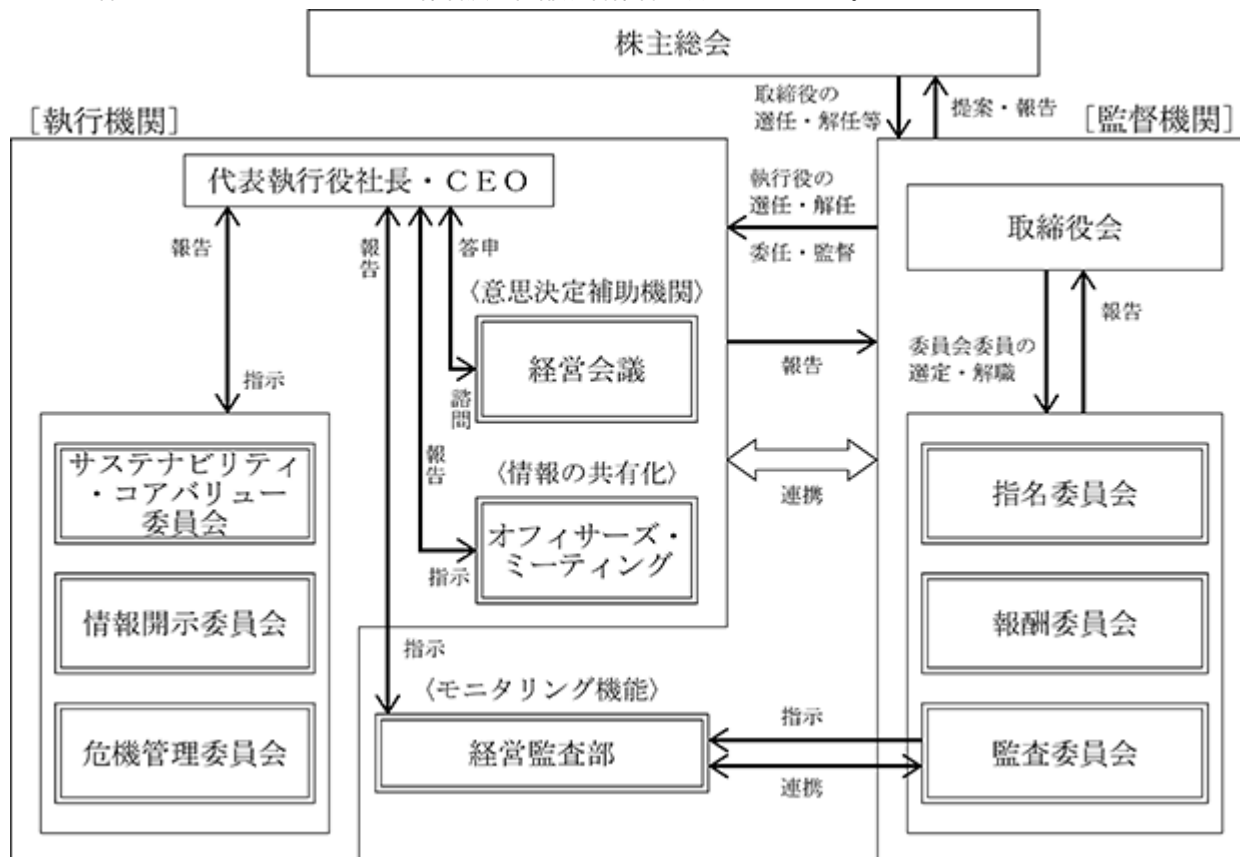 株主総会
取締役の
選任・解任等
提案・報告
［執行機関］
［監督機関］
代表執行役社長・ＣＥＯ
執行役の
選任・解任
委任・監督
取締役会
報告
報告
答申
〈意思決定補助機関〉
経営会議
諮問
報告
報告
委員会委員の
選定・解職
指示
サステナビリティ
・コアバリュー
委員会
報告
〈情報の共有化〉
オフィサーズ・
ミーティング
指示
連携
指名委員会
情報開示委員会
報酬委員会
指示
〈モニタリング機能〉
危機管理委員会
経営監査部
指示
連携
監査委員会